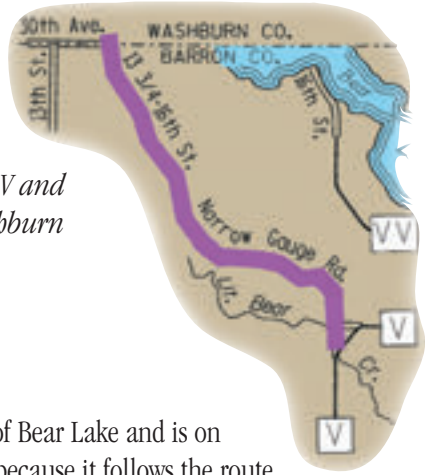 30th Ave.
WASHBURN CO.
BARRON CO.
13th St.
13 3/4-16th St.
16th St.
Bear
V and
hburn
VV
Narrow Gauge Rd.
Lit. Bear
V
Cr.
V
of Bear Lake and is on
because it follows the route